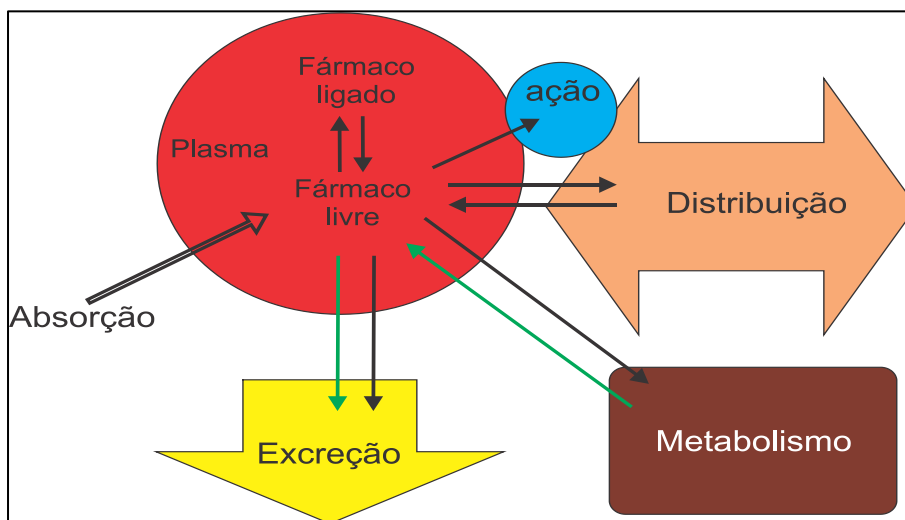 Fármaco
ligado
ação
Plasma
Fármaco
livre
Distribuição
Absorção
Excreção
Metabolismo